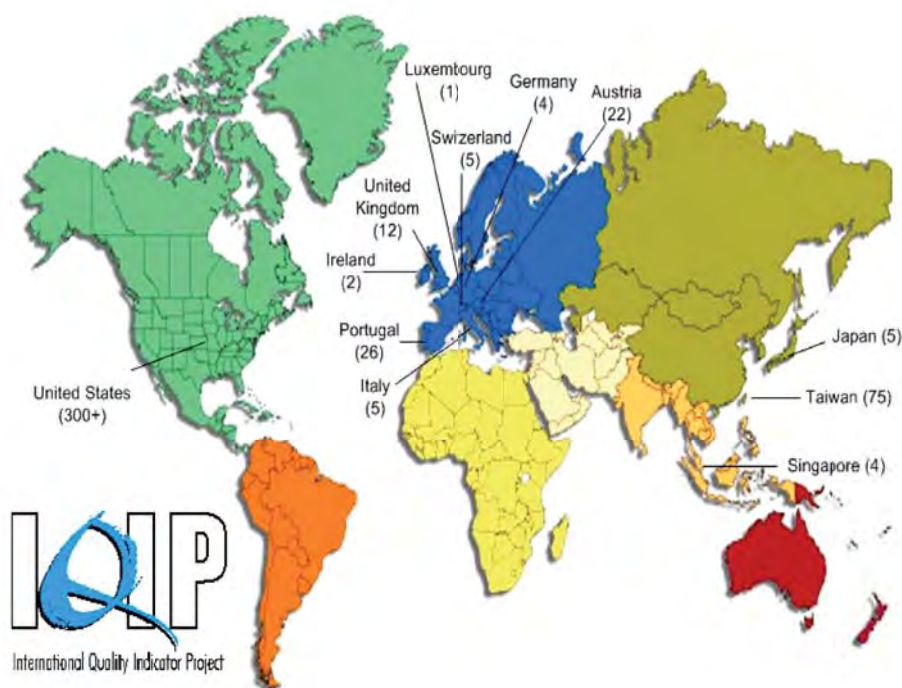 Luxembourg
(1)
Germany
(4)
Austria
(22)
Swizerland
(5)
United
Kingdom
(12)
Ireland
(2)
Portugal
(26)
Italy
(5)
United States
(300+)
Japan (5)
Taiwan (75)
Singapore (4)
IQIP
International Quality Indicator Project